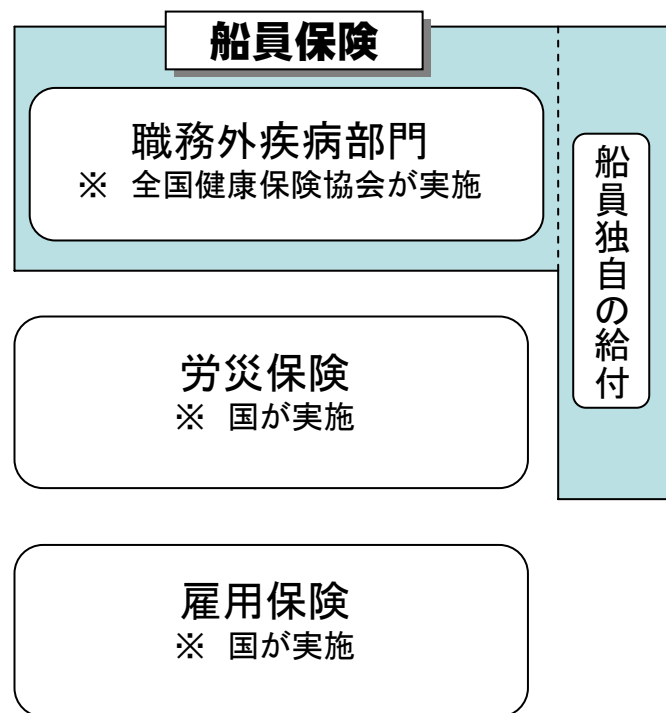 船員保険
職務外疾病部門
※ 全国健康保険協会が実施
船員独自の給付
労災保険
※ 国が実施
雇用保険
※ 国が実施